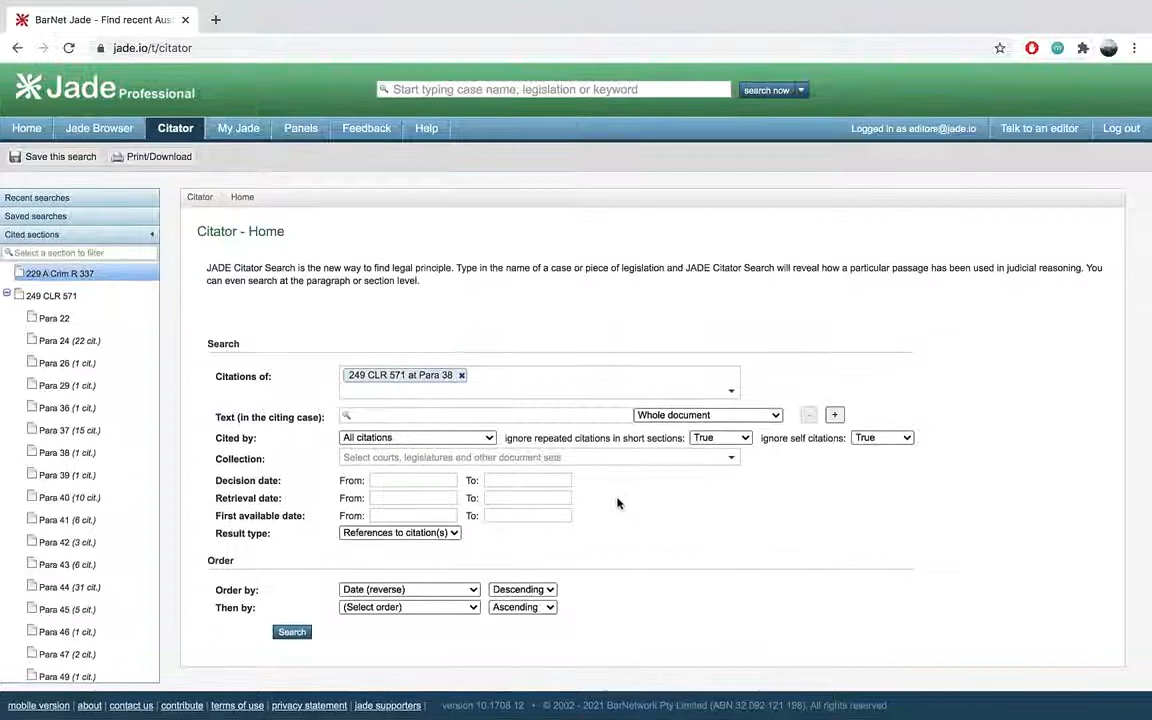 BarNet Jade - Find recent Aus
jade.io/t/citator
Jade Professional
Start typing case name, legislation or keyword
search now
Home
Jade Browser
Citator
My Jade
Panels
Feedback
Help
Logged in as editors@jade.io
Talk to an editor
Log out
Save this search
Print/Download
Recent searches
Saved searches
Cited sections
Select a section to filter
229 A Crim R 337
249 CLR 571
Para 22
Para 24 (22 cit.)
Para 26 (1 cit.)
Para 29 (1 cit.)
Para 36 (1 cit.)
Para 37 (15 cit.)
Para 38 (1 cit.)
Para 39 (1 cit.)
Para 40 (10 cit.)
Para 41 (6 cit.)
Para 42 (3 cit.)
Para 43 (6 cit.)
Para 44 (31 cit.)
Para 45 (5 cit.)
Para 46 (1 cit.)
Para 47 (2 cit.)
Para 49 (1 cit.)
Citator Home
Citator - Home
JADE Citator Search is the new way to find legal principle. Type in the name of a case or piece of legislation and JADE Citator Search will reveal how a particular passage has been used in judicial reasoning. You
can even search at the paragraph or section level.
Search
Citations of: 249 CLR 571 at Para 38
Text (in the citing case): Whole document - +
Cited by: All citations ignore repeated citations in short sections: True ignore self citations: True
Collection: Select courts, legislatures and other document sets
Decision date: From: To:
Retrieval date: From: To:
First available date: From: To:
Result type: References to citation(s)
Order
Order by: Date (reverse) Descending
Then by: (Select order) Ascending
Search
mobile version | about | contact us | contribute | terms of use | privacy statement | jade supporters | version 10.1708.12 • © 2002 - 2021 BarNetwork Pty Limited (ABN 32 092 121 198). All rights reserved